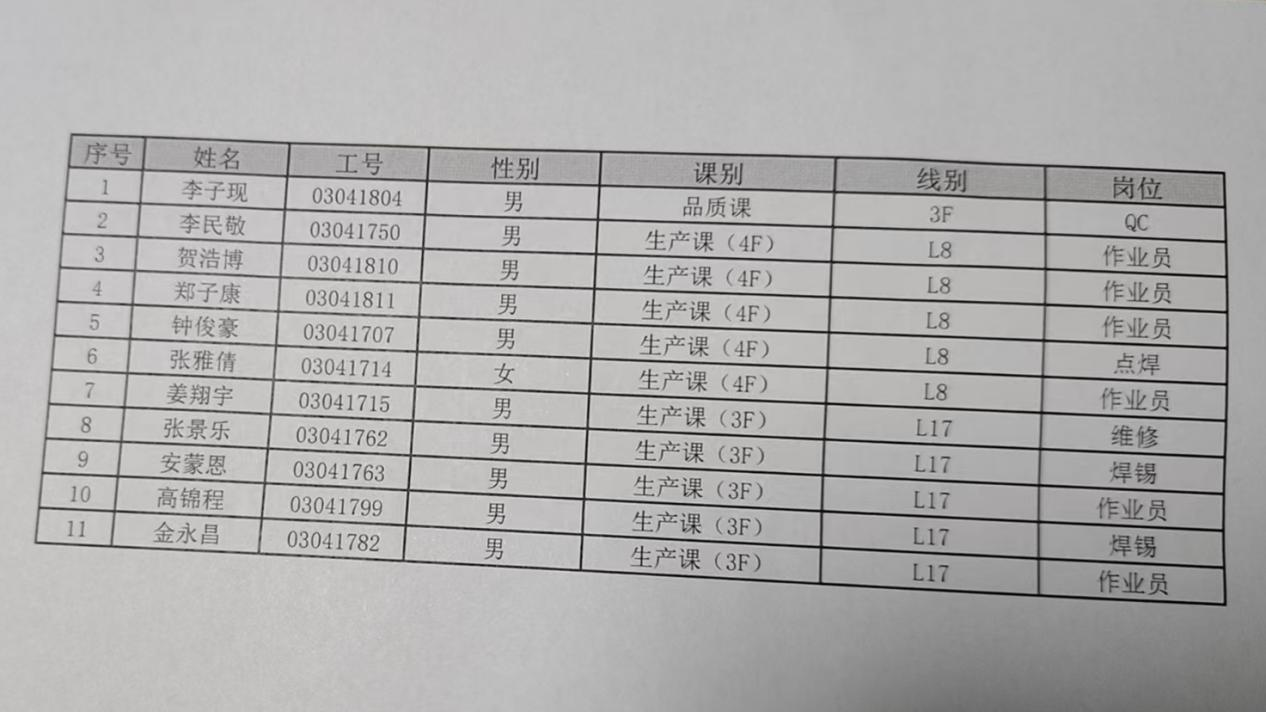 序号 姓名 工号 性别 课别 线别 岗位
1 李子现 03041804 男 品质课 3F QC
2 李民敬 03041750 男 生产课（4F） L8 作业员
3 贺浩博 03041810 男 生产课（4F） L8 作业员
4 郑子康 03041811 男 生产课（4F） L8 作业员
5 钟俊豪 03041707 男 生产课（4F） L8 点焊
6 张雅倩 03041714 女 生产课（4F） L8 作业员
7 姜翔宇 03041715 男 生产课（3F） L17 维修
8 张景乐 03041762 男 生产课（3F） L17 焊锡
9 安蒙恩 03041763 男 生产课（3F） L17 作业员
10 高锦程 03041799 男 生产课（3F） L17 焊锡
11 金永昌 03041782 男 生产课（3F） L17 作业员